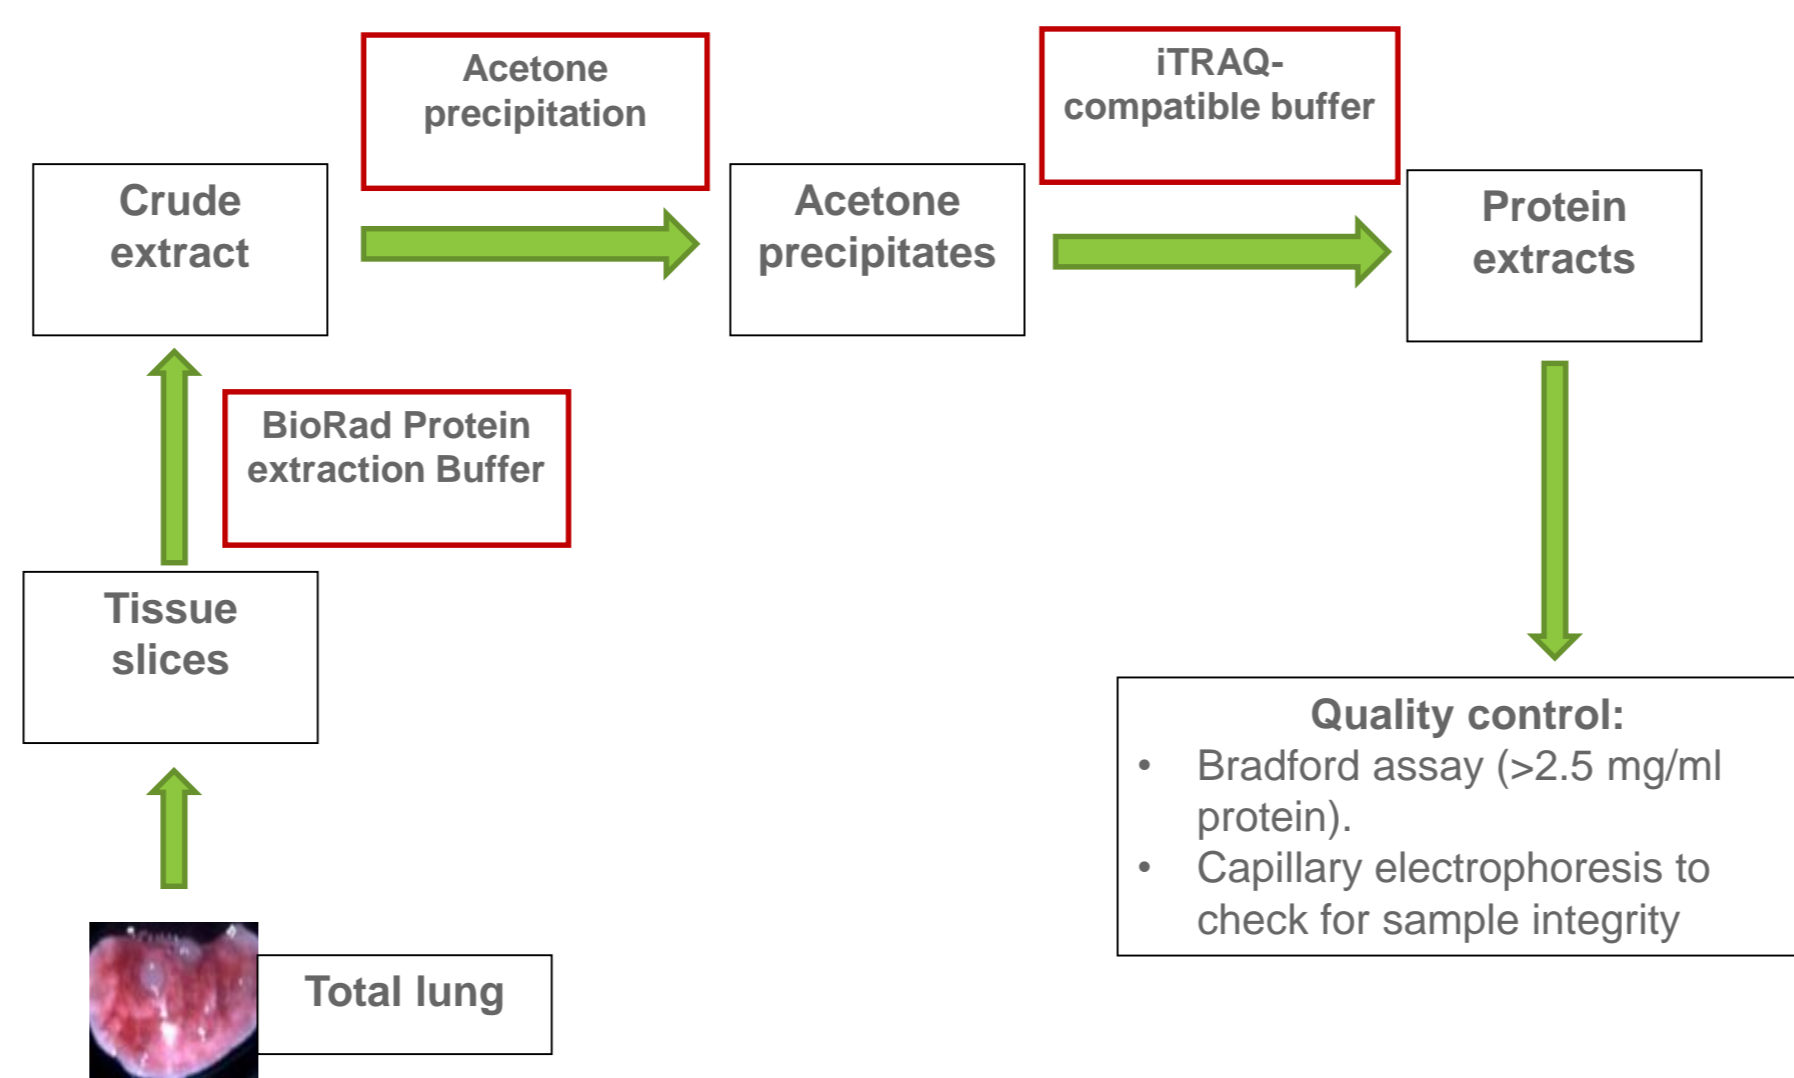 Acetone
precipitation
iTRAQ-
compatible buffer
Crude
extract
Acetone
precipitates
Protein
extracts
BioRad Protein
extraction Buffer
Tissue
slices
Quality control:
• Bradford assay (>2.5 mg/ml
protein).
• Capillary electrophoresis to
check for sample integrity
Total lung